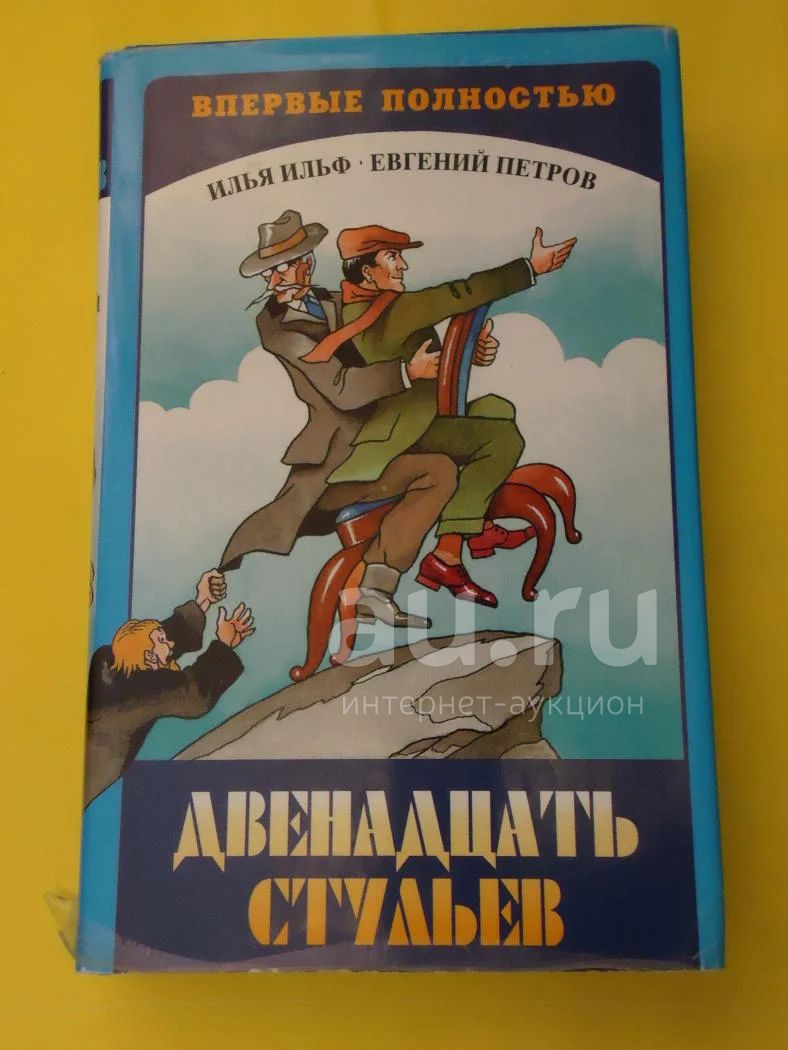 ВПЕРВЫЕ ПОЛНОСТЬЮ
ИЛЬЯ ИЛЬФ · ЕВГЕНИЙ ПЕТРОВ
au.ru
интернет-аукцион
ДВЕНАДЦАТЬ
СТУЛЬЕВ